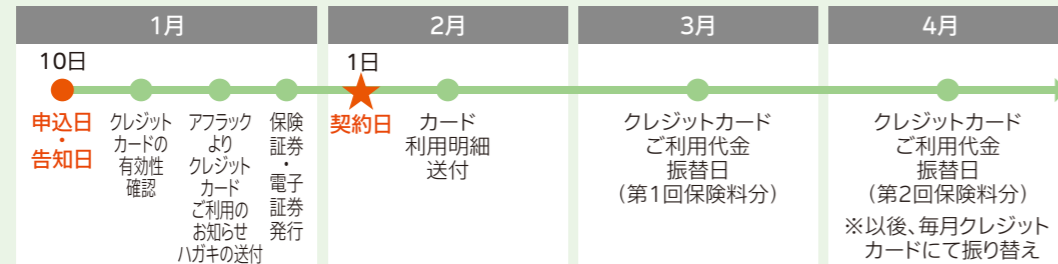 1月
10日
申込日
・
告知日
クレジット
カードの
有効性
確認
アフラック
より
クレジット
カード
ご利用の
お知らせ
ハガキの送付
保険
証券
・
電子
証券
発行
2月
1日
契約日
カード
利用明細
送付
3月
クレジットカード
ご利用代金
振替日
(第1回保険料分)
4月
クレジットカード
ご利用代金
振替日
(第2回保険料分)
※以後、毎月クレジット
カードにて振り替え